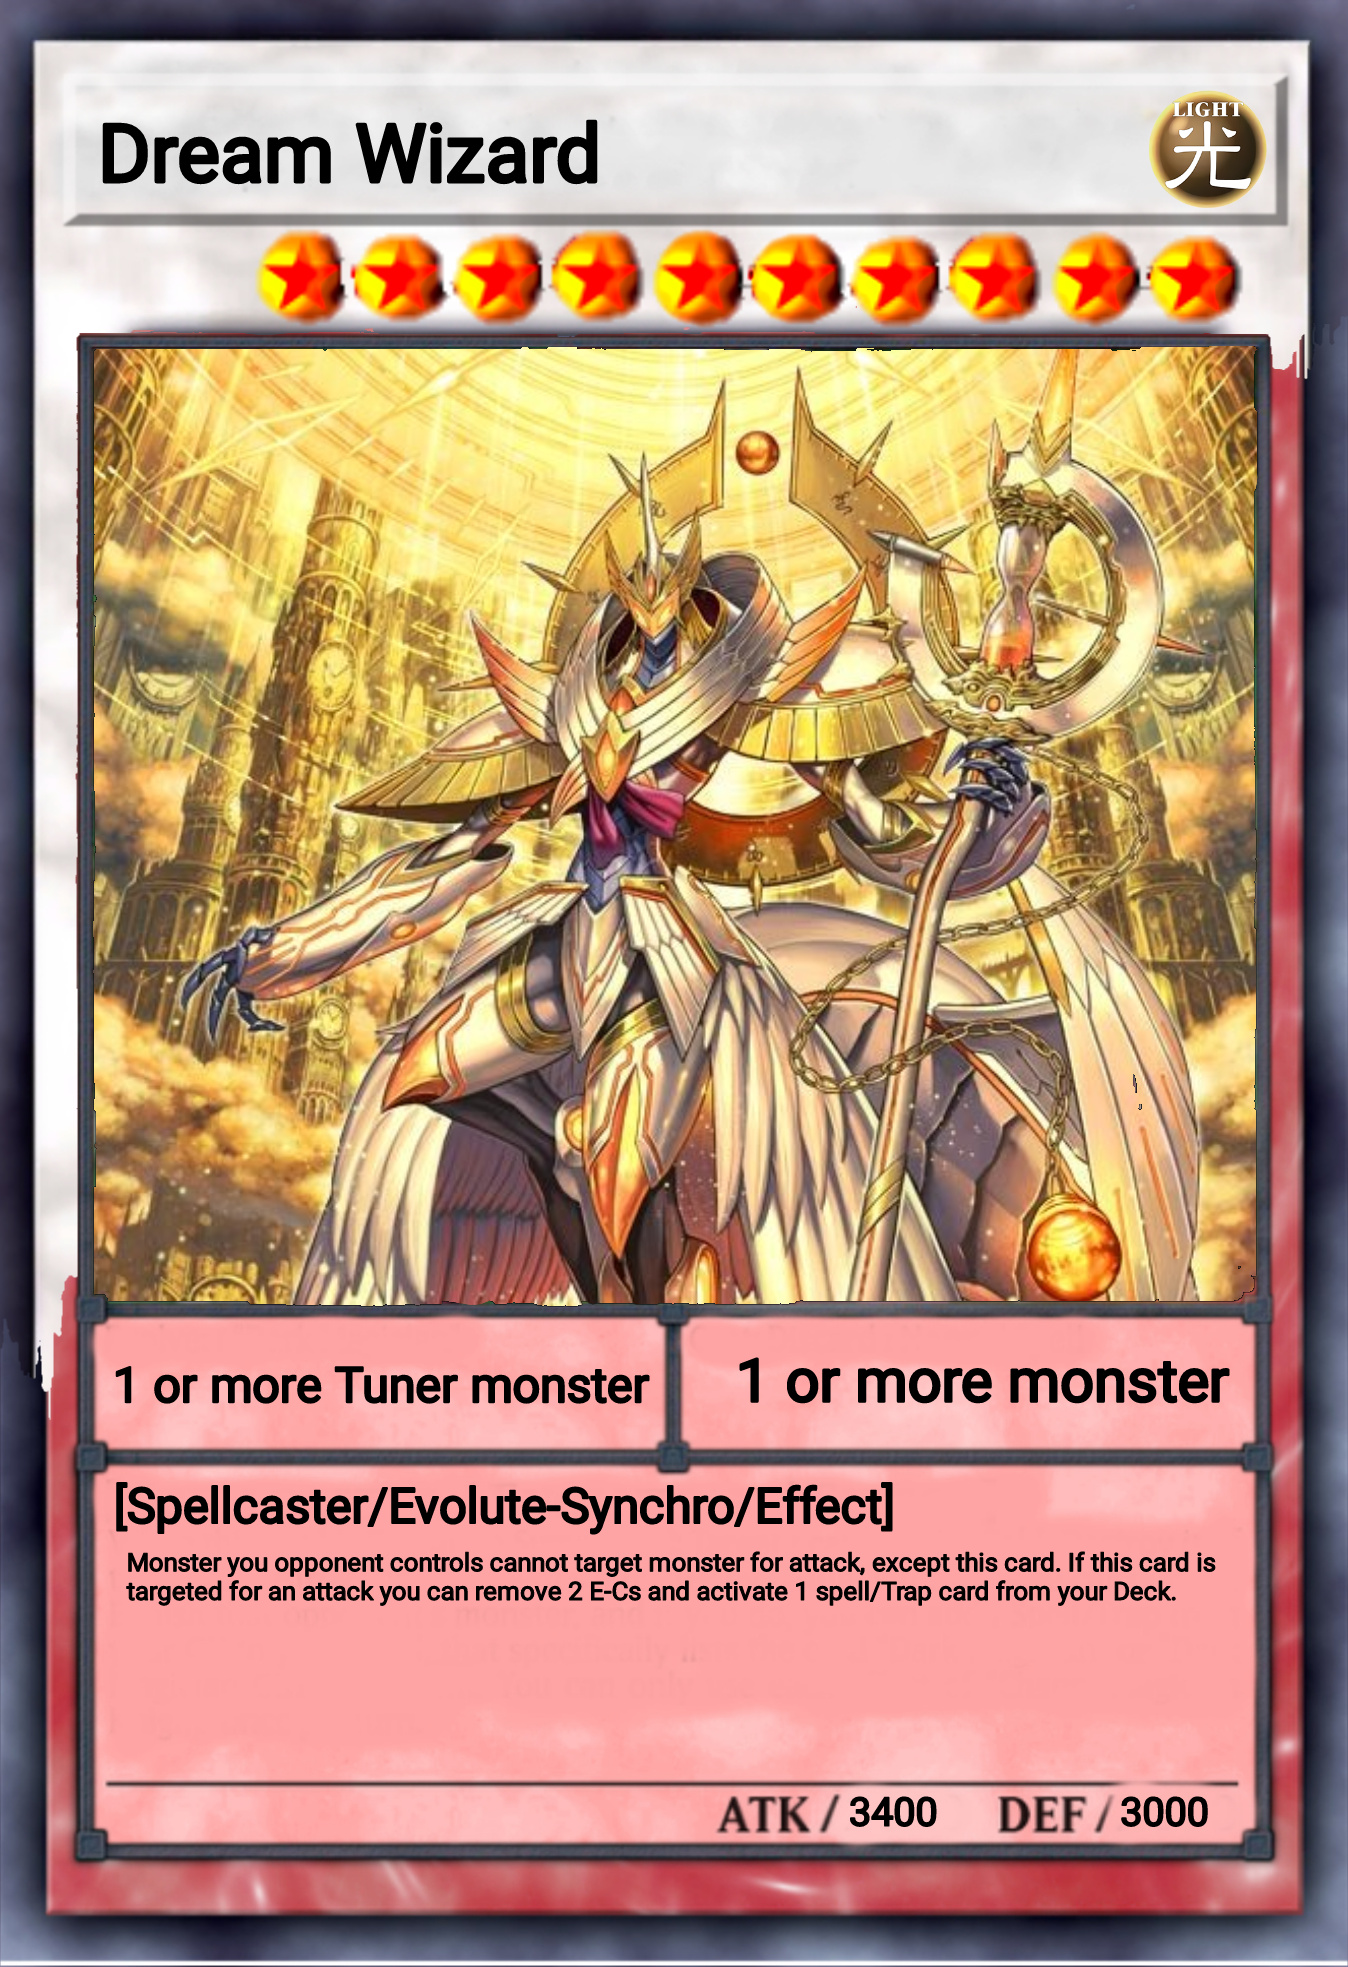 Dream Wizard
LIGHT
光
1 or more Tuner monster
1 or more monster
[Spellcaster/Evolute-Synchro/Effect]
Monster you opponent controls cannot target monster for attack, except this card. If this card is
targeted for an attack you can remove 2 E-Cs and activate 1 spell/Trap card from your Deck.
ATK / 3400 DEF / 3000